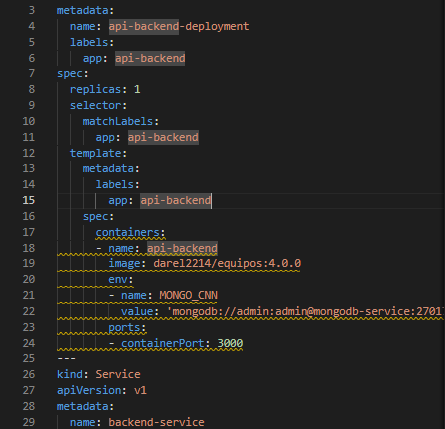 3 metadata:
4 name: api-backend-deployment
5 labels:
6 app: api-backend
7 spec:
8 replicas: 1
9 selector:
10 matchLabels:
11 app: api-backend
12 template:
13 metadata:
14 labels:
15 app: api-backend
16 spec:
17 containers:
18 - name: api-backend
19 image: darel2214/equipos:4.0.0
20 env:
21 - name: MONGO_CNN
22 value: 'mongodb://admin:admin@mongodb-service:2701
23 ports:
24 - containerPort: 3000
25 ---
26 kind: Service
27 apiVersion: v1
28 metadata:
29 name: backend-service